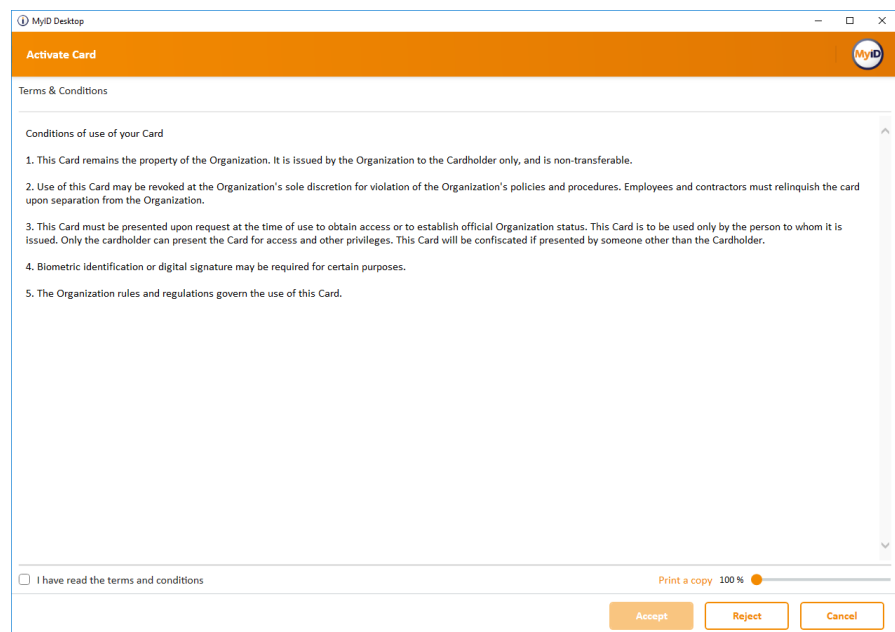 MyID Desktop
Activate Card
MyID
Terms & Conditions
Conditions of use of your Card
1. This Card remains the property of the Organization. It is issued by the Organization to the Cardholder only, and is non-transferable.
2. Use of this Card may be revoked at the Organization's sole discretion for violation of the Organization's policies and procedures. Employees and contractors must relinquish the card
upon separation from the Organization.
3. This Card must be presented upon request at the time of use to obtain access or to establish official Organization status. This Card is to be used only by the person to whom it is
issued. Only the cardholder can present the Card for access and other privileges. This Card will be confiscated if presented by someone other than the Cardholder.
4. Biometric identification or digital signature may be required for certain purposes.
5. The Organization rules and regulations govern the use of this Card.
I have read the terms and conditions
Print a copy 100 %
Accept
Reject
Cancel